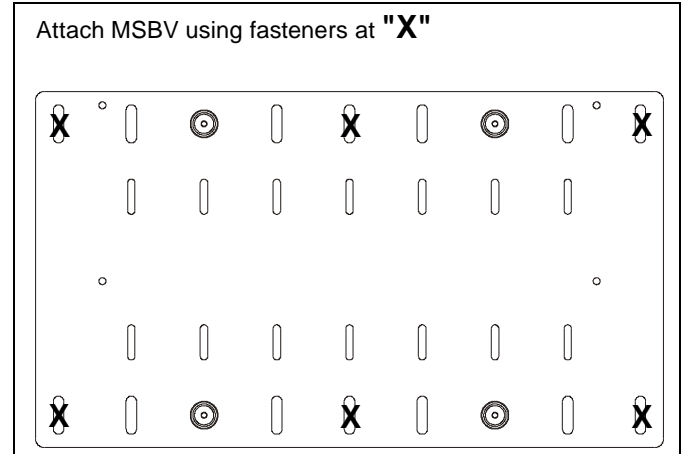 Attach MSBV using fasteners at "X"
X X X
X X X